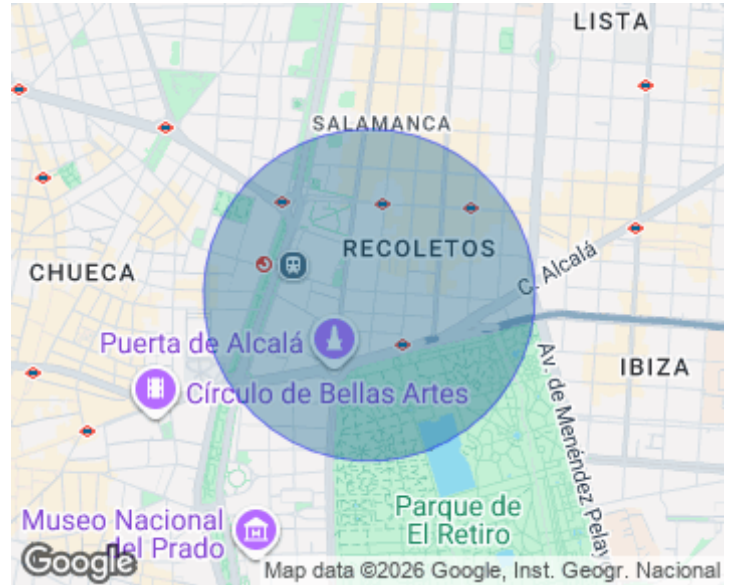 LISTA
SALAMANCA
RECOLETOS
CHUECA
C. Alcalá
Puerta de Alcalá
IBIZA
Círculo de Bellas Artes
Av. de Menéndez Pelay
Parque de
El Retiro
Museo Nacional
del Prado
Google
Map data ©2026 Google, Inst. Geogr. Nacional